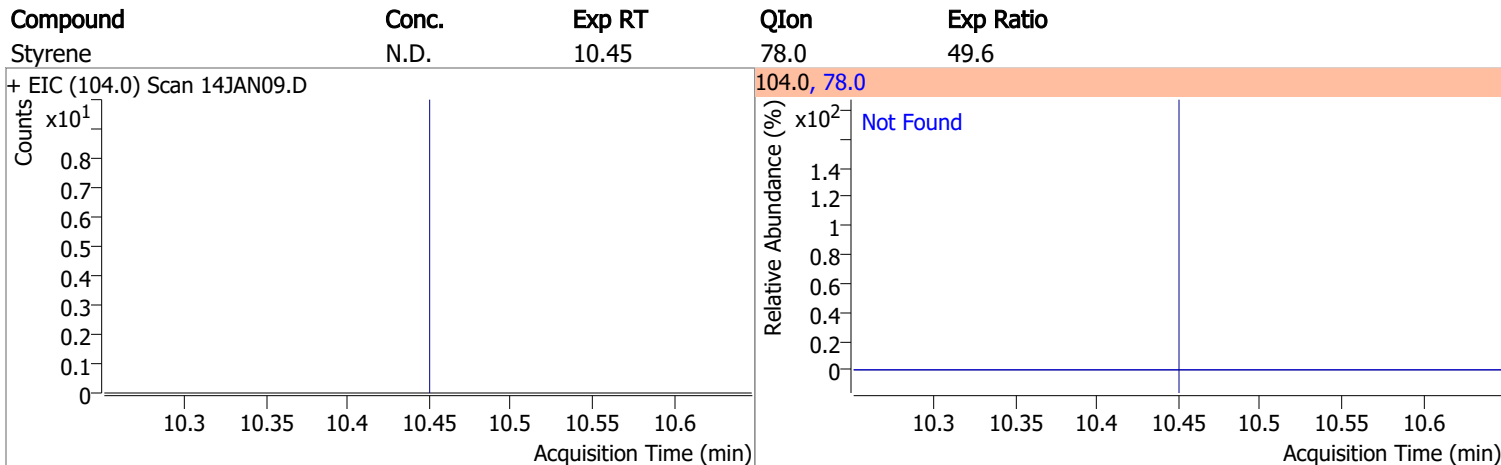 Compound Conc. Exp RT QIon Exp Ratio
Styrene N.D. 10.45 78.0 49.6
+ EIC (104.0) Scan 14JAN09.D
Counts
x10¹
0.8
0.7
0.6
0.5
0.4
0.3
0.2
0.1
0
10.3 10.35 10.4 10.45 10.5 10.55 10.6
Acquisition Time (min)
104.0, 78.0
Relative Abundance (%)
x10²
Not Found
1.4
1.2
1
0.8
0.6
0.4
0.2
0
10.3 10.35 10.4 10.45 10.5 10.55 10.6
Acquisition Time (min)